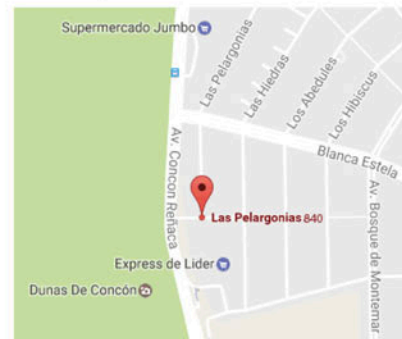 Supermercado Jumbo
Las Pelargonias
Las Hiedras
Los Abedules
Los Hibiscus
Blanca Estela
Av. Concon Reñaca
Las Pelargonias 840
Av. Bosque de Montemar
Express de Lider
Dunas De Concón